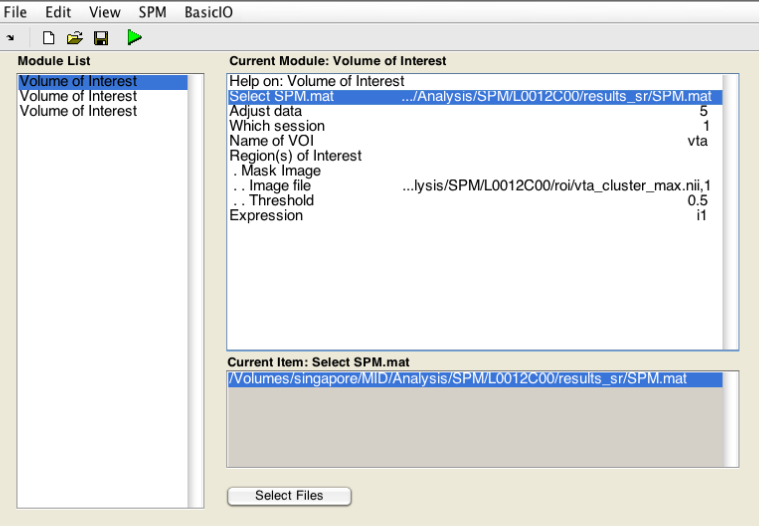 File Edit View SPM BasicIO
Module List
Volume of Interest
Volume of Interest
Volume of Interest
Current Module: Volume of Interest
Help on: Volume of Interest
Select SPM.mat .../Analysis/SPM/L0012C00/results_sr/SPM.mat
Adjust data 5
Which session 1
Name of VOI vta
Region(s) of Interest
. Mask Image
. . Image file ...lysis/SPM/L0012C00/roi/vta_cluster_max.nii,1
. . Threshold 0.5
Expression i1
Current Item: Select SPM.mat
/Volumes/singapore/MID/Analysis/SPM/L0012C00/results_sr/SPM.mat
Select Files